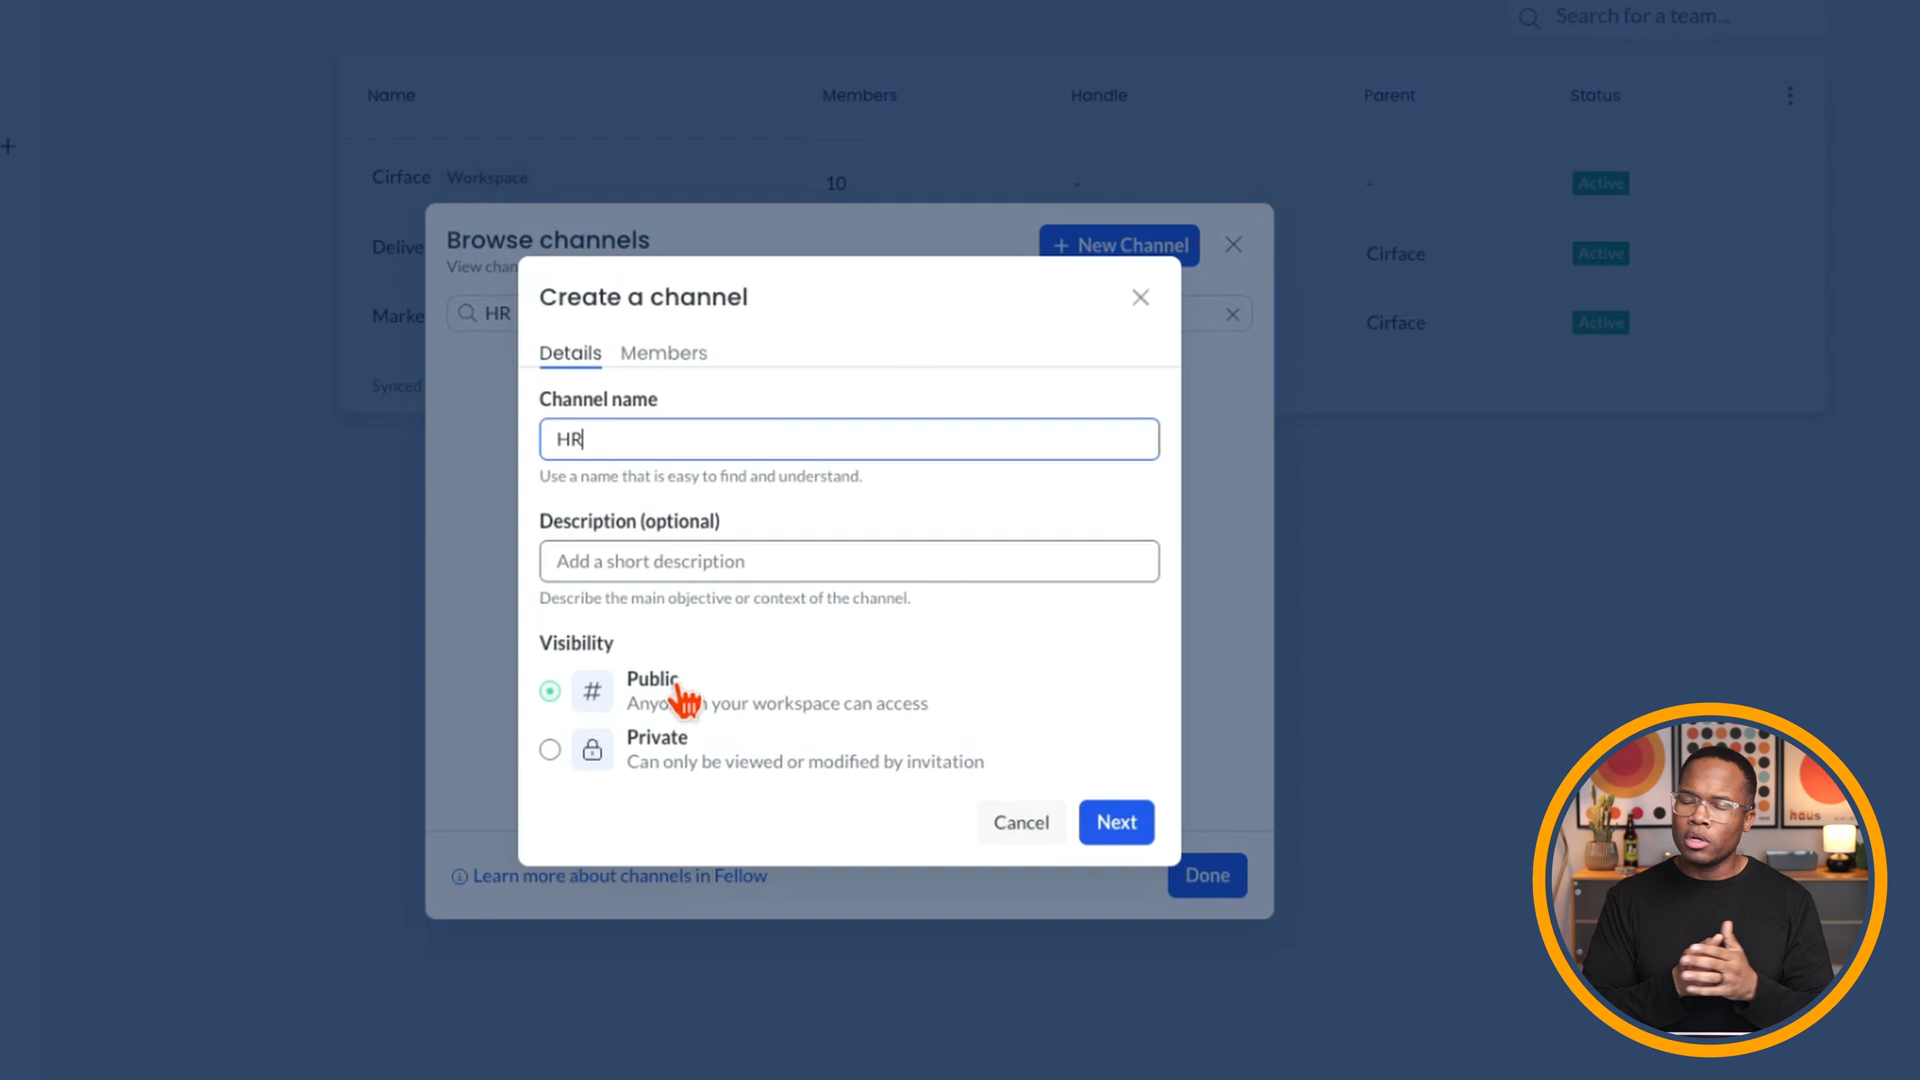 Search for a team...
Name Members Handle Parent Status
Cirface Workspace 10 - - Active
Delive Cirface Active
Marke Cirface Active
Synced
Browse channels
+ New Channel
View chan
HR
Create a channel
Details Members
Channel name
HR
Use a name that is easy to find and understand.
Description (optional)
Add a short description
Describe the main objective or context of the channel.
Visibility
# Public
your workspace can access
Private
Can only be viewed or modified by invitation
Cancel Next
Learn more about channels in Fellow
Done
haus